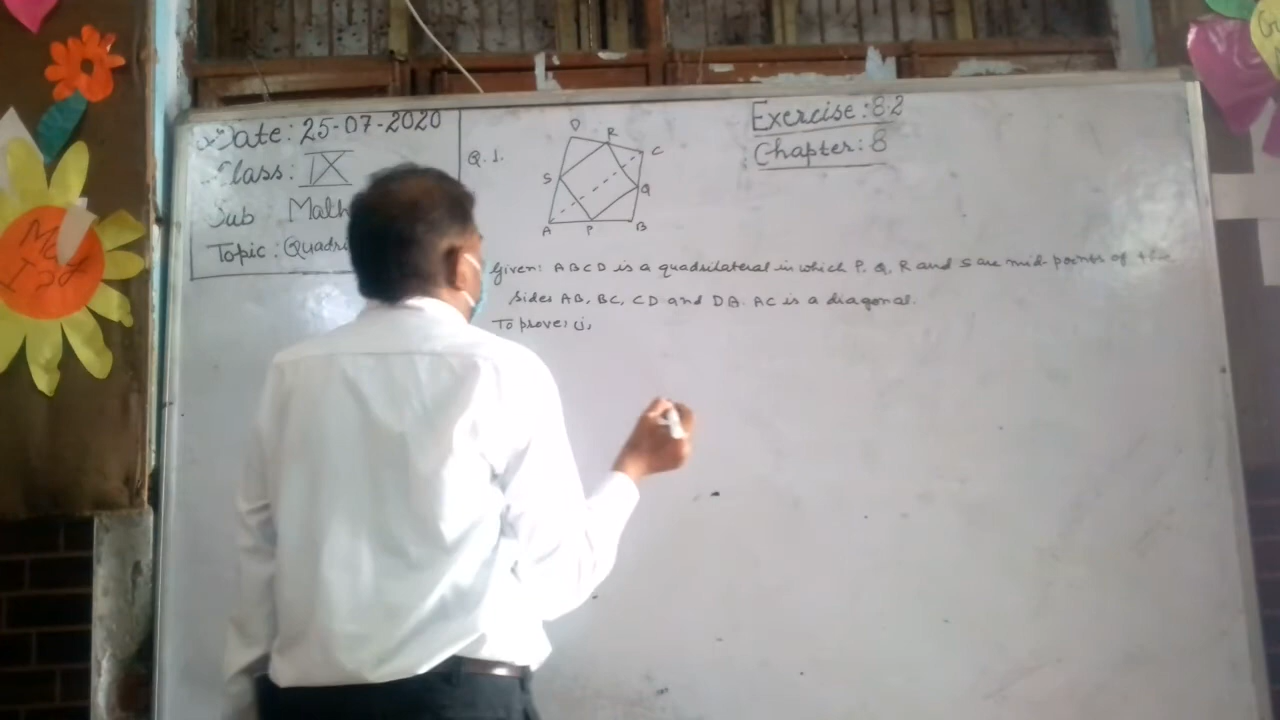 Date: 25-07-2020
Class: IX
Sub Math
Topic: Quadri
Q.1.
D
R
C
S
Q
A
P
B
Exercise: 8.2
Chapter: 8
Given: ABCD is a quadrilateral in which P, Q, R and S are mid-points of the
Sides AB, BC, CD and DA. AC is a diagonal.
To prove: (i)